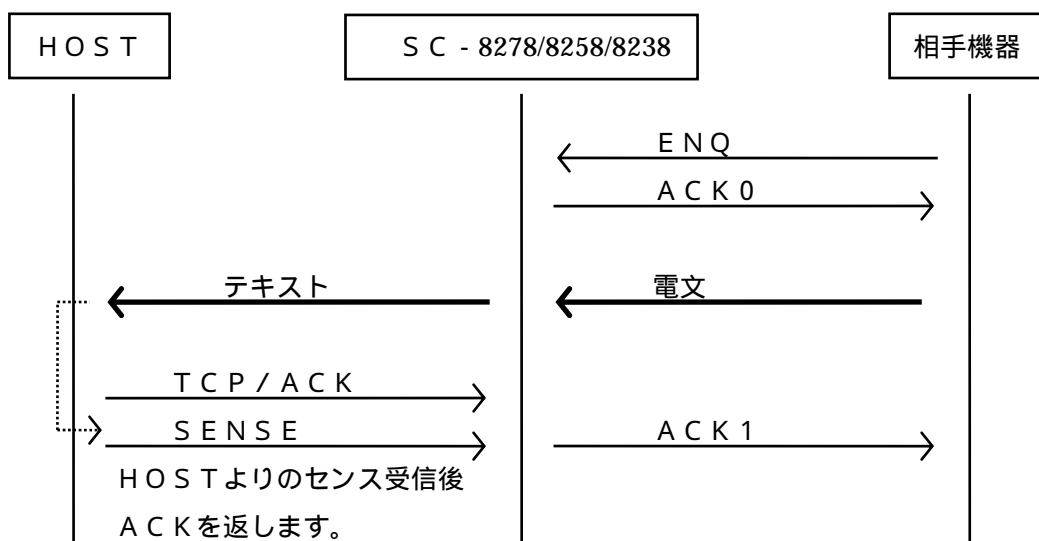 ＨＯＳＴ
ＳＣ-8278/8258/8238
相手機器
ＥＮＱ
ＡＣＫ０
テキスト
電文
ＴＣＰ／ＡＣＫ
ＳＥＮＳＥ
ＡＣＫ１
ＨＯＳＴよりのセンス受信後
ＡＣＫを返します。